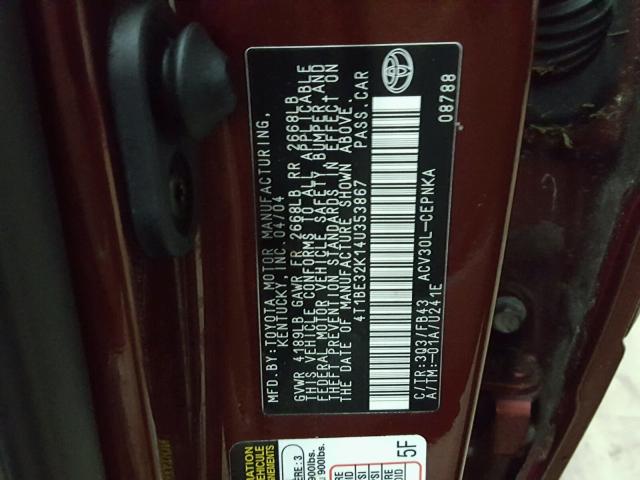 MFD.BY:TOYOTA MOTOR MANUFACTURING,
KENTUCKY, INC. 04/04
GVWR 4189LB GAWR FR 2668LB RR 2668LB
THIS VEHICLE CONFORMS TO ALL APPLICABLE
FEDERAL MOTOR VEHICLE SAFETY, BUMPER, AND
THEFT PREVENTION STANDARDS IN EFFECT ON
THE DATE OF MANUFACTURE SHOWN ABOVE.
4T1BE32K14U353867 PASS.CAR
C/TR:3Q3/FB43 ACV30L-CEPNKA
A/TM:-01A/U241E 08788
5F